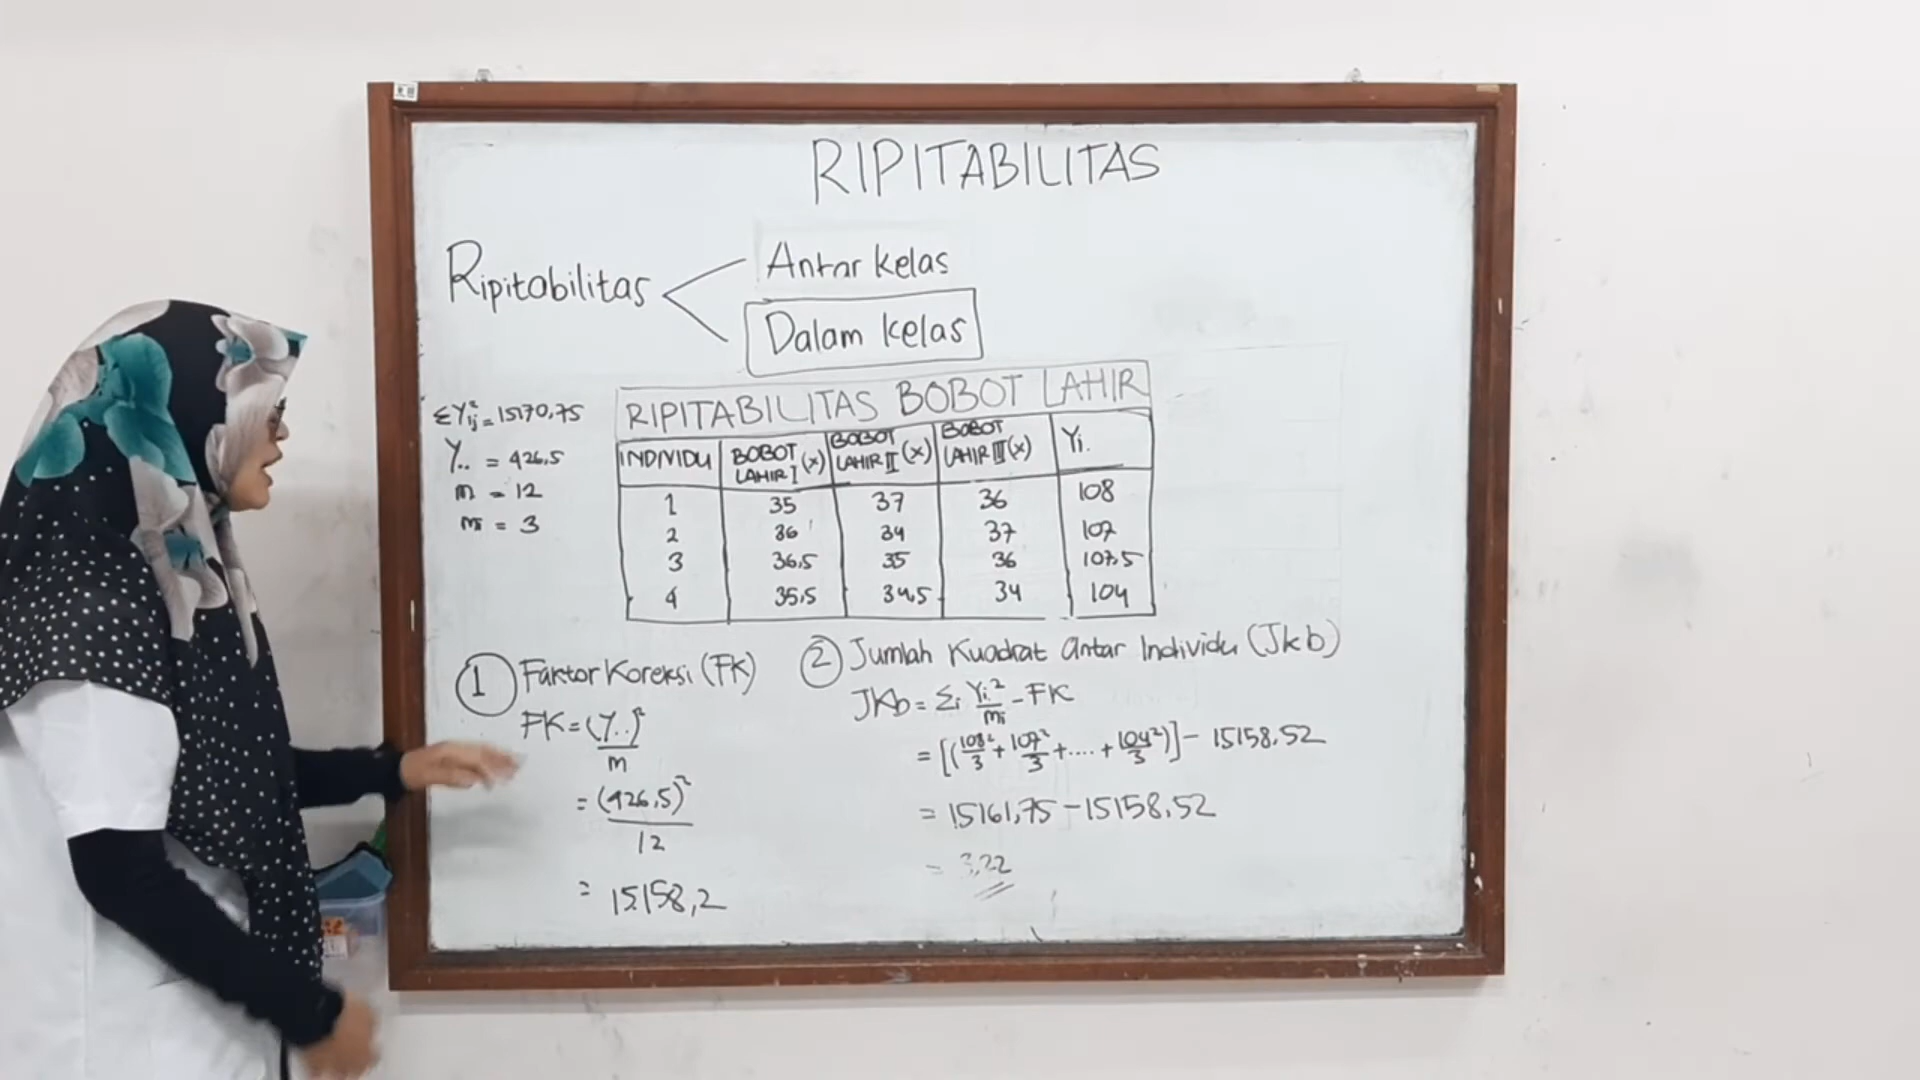 RIPITABILITAS
Ripitabilitas
Antar kelas
Dalam kelas
ΣYij² = 15170,75
Y.. = 426,5
m = 12
mi = 3
RIPITABILITAS BOBOT LAHIR
INDIVIDU BOBOT LAHIR I (x) BOBOT LAHIR II (x) BOBOT LAHIR III (x) Yi.
1 35 37 36 108
2 36 34 37 107
3 36,5 35 36 107,5
4 35,5 34,5 34 104
1 Faktor Koreksi (FK)
FK = (Y..)² / m
= (426,5)² / 12
= 15.158,2
2 Jumlah Kuadrat Antar Individu (Jkb)
JKb = Σi Yi.² / mi - FK
= [(108²/3 + 107²/3 + .... + 104²/3)] - 15158,52
= 15161,75 - 15158,52
= 3,22